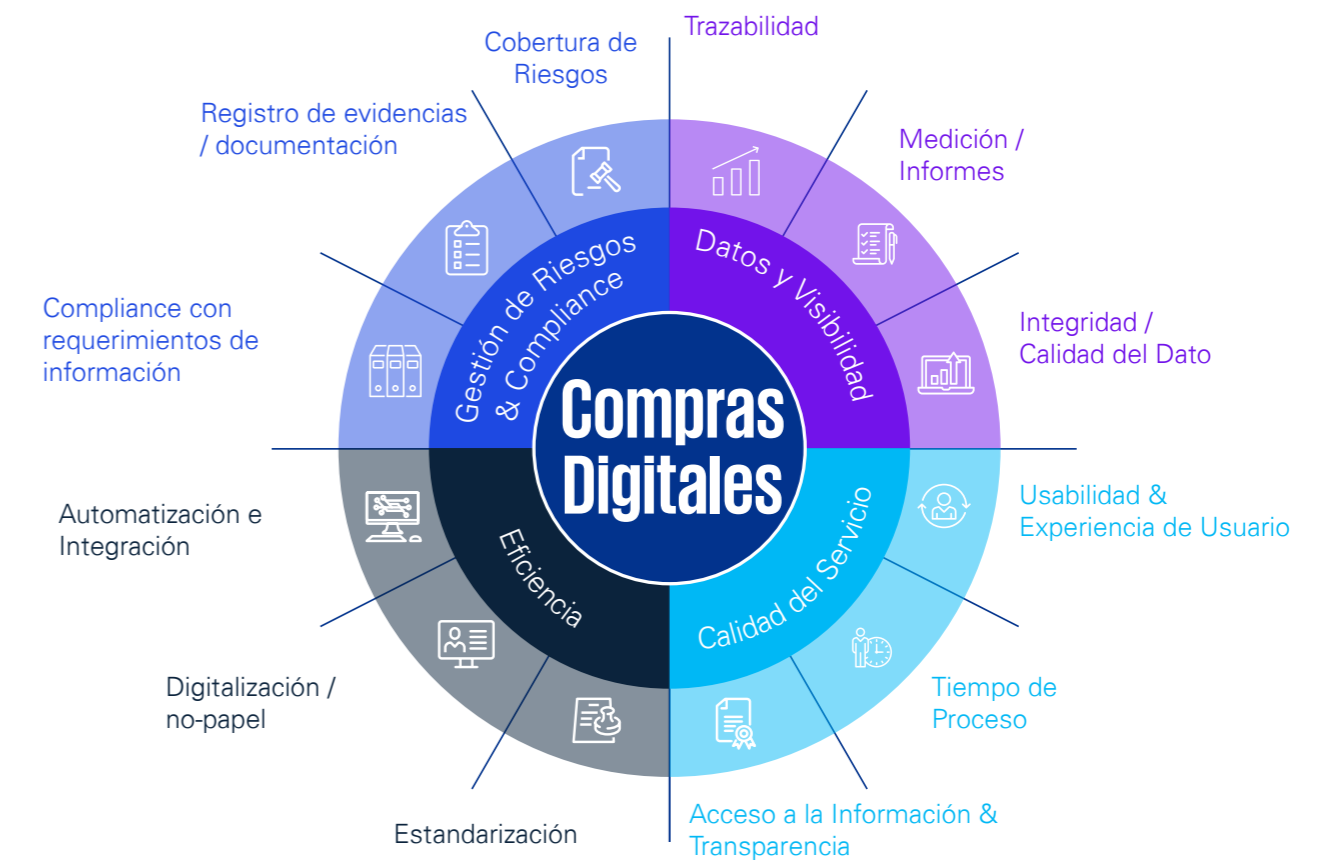 Trazabilidad
Cobertura de
Riesgos
Registro de evidencias
/ documentación
Medición /
Informes
Gestión de Riesgos
& Compliance
Datos y Visibilidad
Compliance con
requerimientos de
información
Integridad /
Calidad del Dato
Compras
Digitales
Automatización e
Integración
Usabilidad &
Experiencia de Usuario
Eficiencia
Calidad del Servicio
Digitalización /
no-papel
Tiempo de
Proceso
Estandarización
Acceso a la Información &
Transparencia